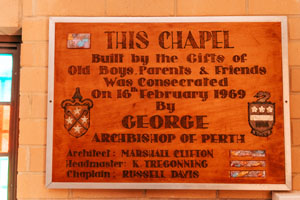 THIS CHAPEL
Built by the Gifts of
Old Boys, Parents & Friends
Was Consecrated
On 16th February 1969
By
GEORGE
ARCHBISHOP OF PERTH
Architect : MARSHALL CLIFTON
Headmaster: K. TREGONNING
Chaplain : RUSSELL DAVIS